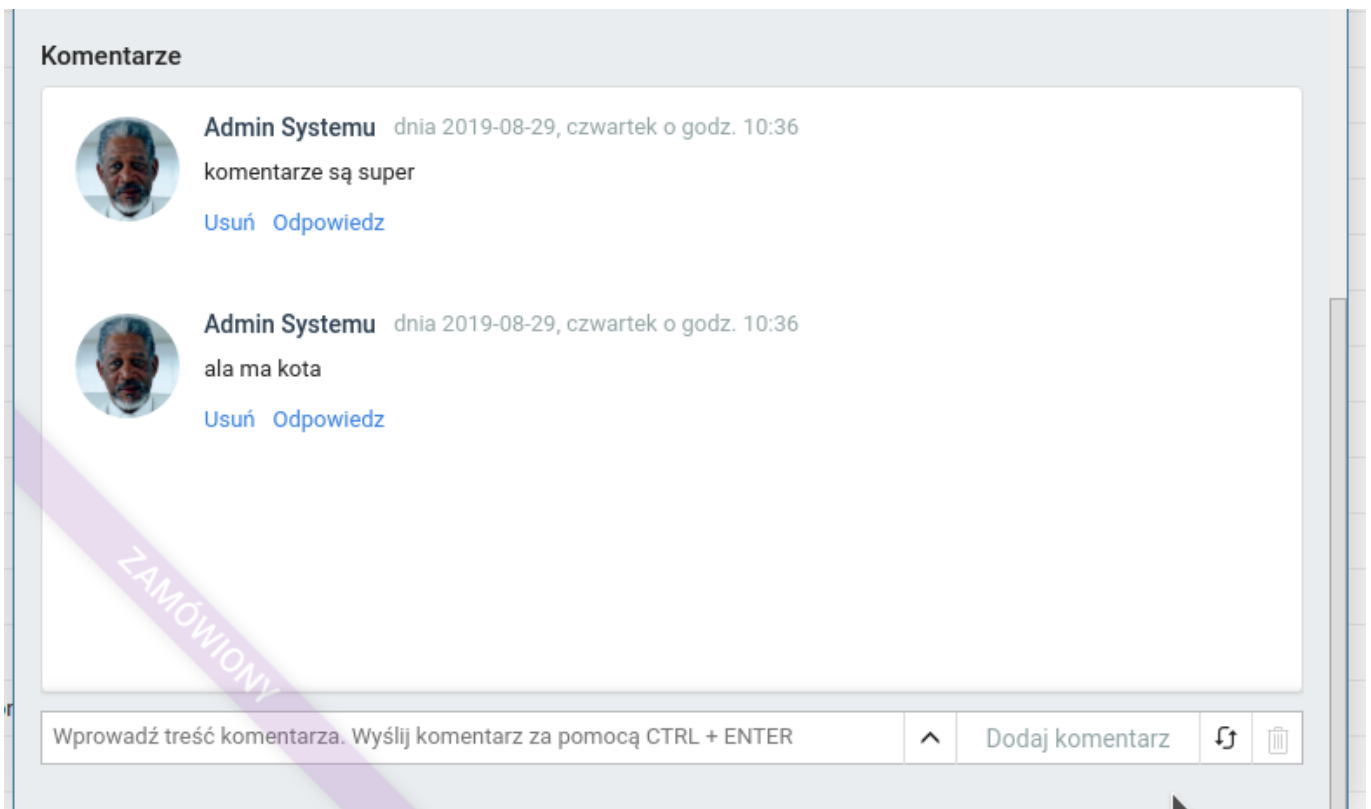 Komentarze
Admin Systemu dnia 2019-08-29, czwartek o godz. 10:36
komentarze są super
Usuń Odpowiedz
Admin Systemu dnia 2019-08-29, czwartek o godz. 10:36
ala ma kota
Usuń Odpowiedz
ZAMÓWIONY
Wprowadź treść komentarza. Wyślij komentarz za pomocą CTRL + ENTER Dodaj komentarz